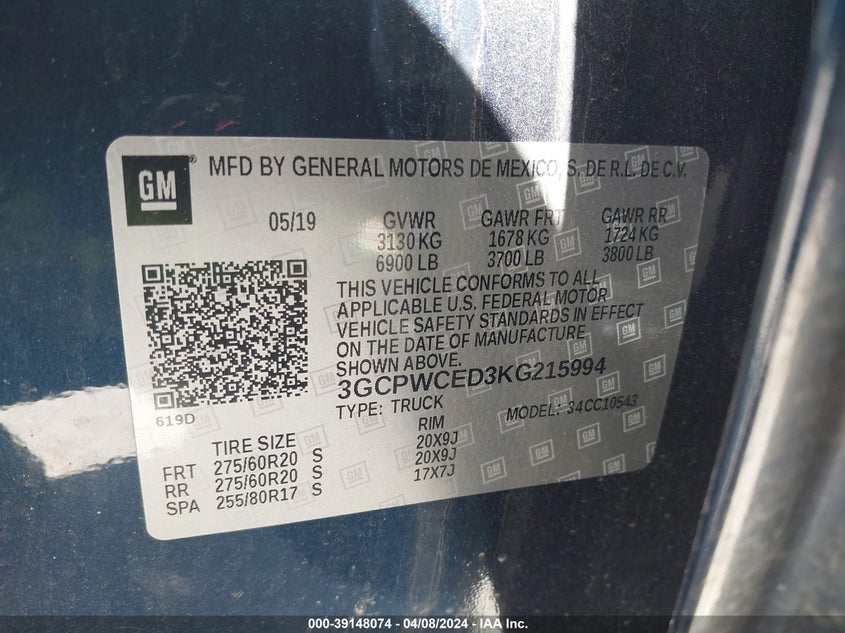 GM® MFD BY GENERAL MOTORS DE MEXICO, S. DE R.L. DE C.V.
05/19 GVWR GAWR FRT GAWR RR
3130 KG 1678 KG 1724 KG
6900 LB 3700 LB 3800 LB
THIS VEHICLE CONFORMS TO ALL
APPLICABLE U.S. FEDERAL MOTOR
VEHICLE SAFETY STANDARDS IN EFFECT
ON THE DATE OF MANUFACTURE
SHOWN ABOVE.
3GCPWCED3KG215994
619D TYPE: TRUCK MODEL: 34CC10543
TIRE SIZE RIM
FRT 275/60R20 S 20X9J
RR 275/60R20 S 20X9J
SPA 255/80R17 S 17X7J
000-39148074 - 04/08/2024 - IAA Inc.